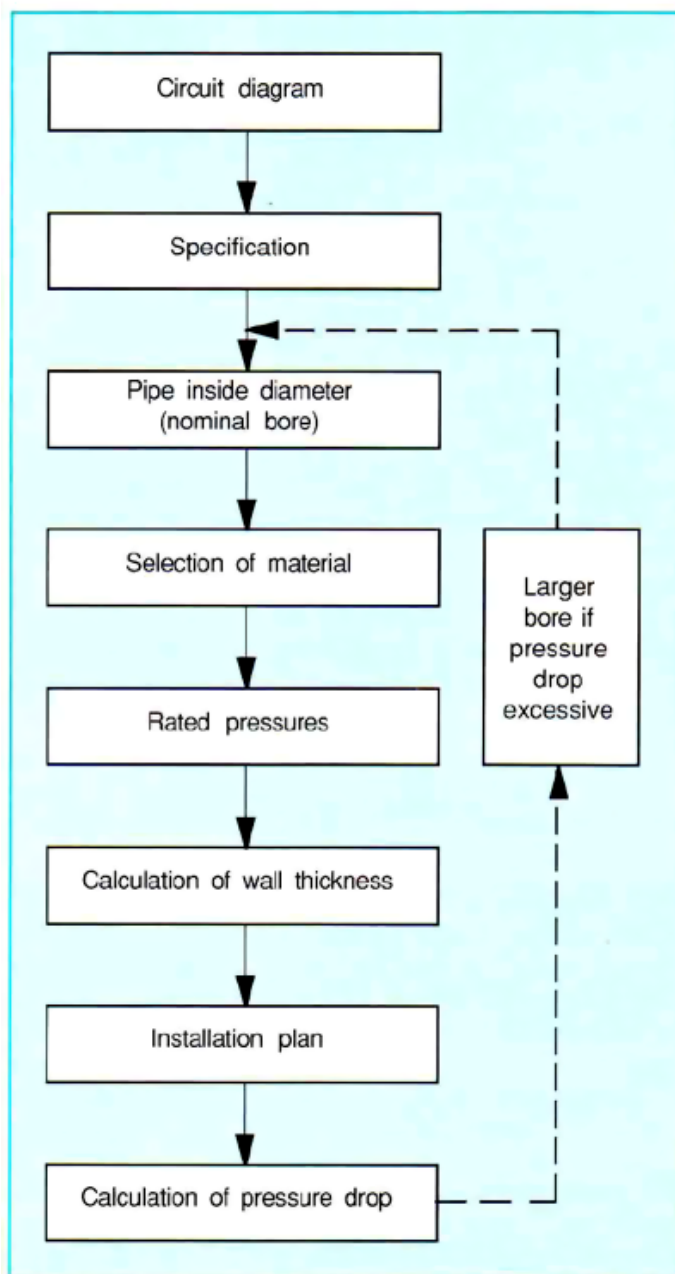 Circuit diagram
Specification
Pipe inside diameter
(nominal bore)
Selection of material
Rated pressures
Calculation of wall thickness
Installation plan
Calculation of pressure drop
Larger
bore if
pressure
drop
excessive